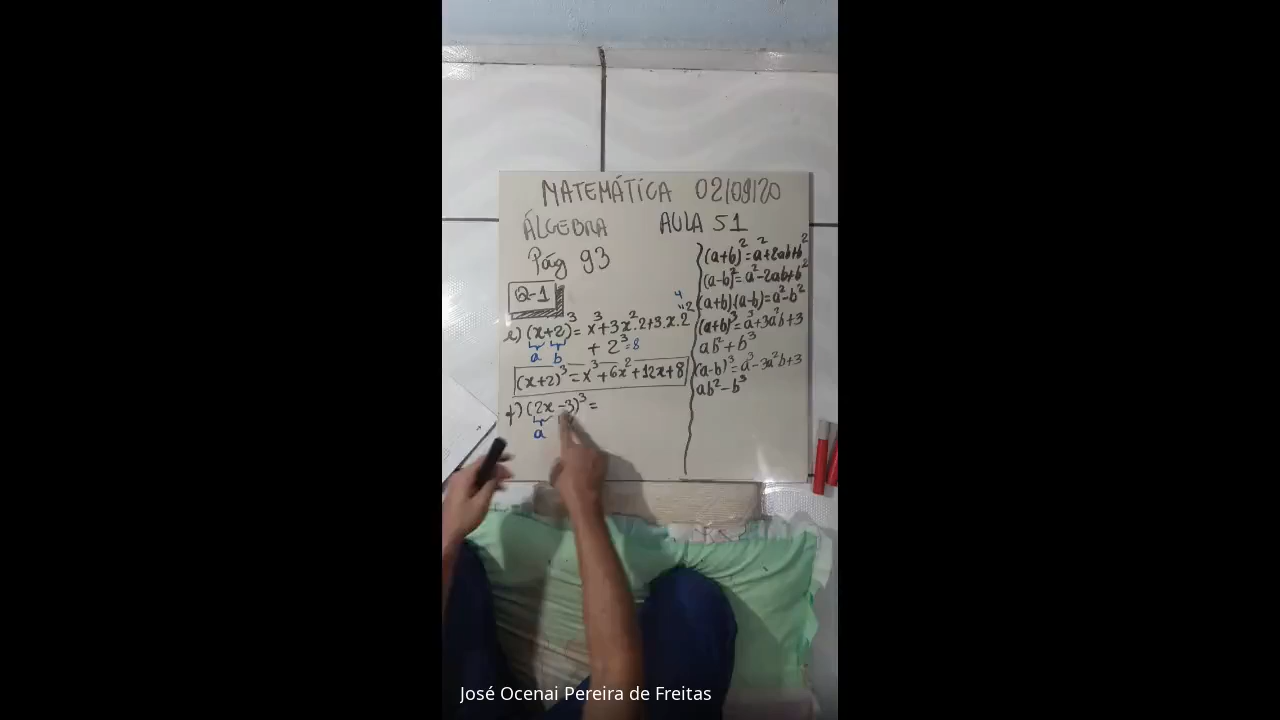 MATEMÁTICA 02/09/20
ÁLGEBRA AULA 51
Pág 93
Q-1
e) (x+2)³ = x³+3x².2+3.x.2²
4
+ 2³=8
a b
(x+2)³=x³+6x²+12x+8
f) (2x-3)³=
a
(a+b)²=a²+2ab+b²
(a-b)²=a²-2ab+b²
(a+b).(a-b)=a²-b²
(a+b)³=a³+3a²b+3
ab²+b³
(a-b)³=a³-3a²b+3
ab²-b³
José Ocenai Pereira de Freitas